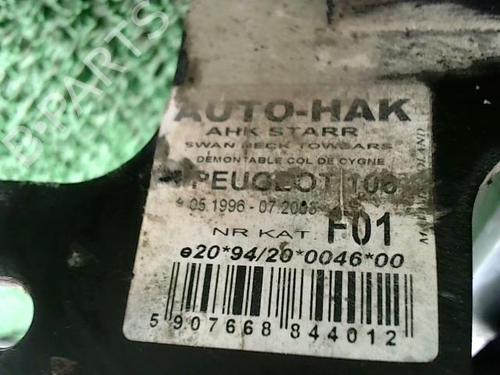 AUTO-HAK
AHK STARR
SWAN NECK TOWBARS
DEMONTABLE COL DE CYGNE
PEUGEOT 106
05.1996 - 07.2003
NR KAT. F01
e20*94/20*0046*00
5 907668 844012
B-PARTS